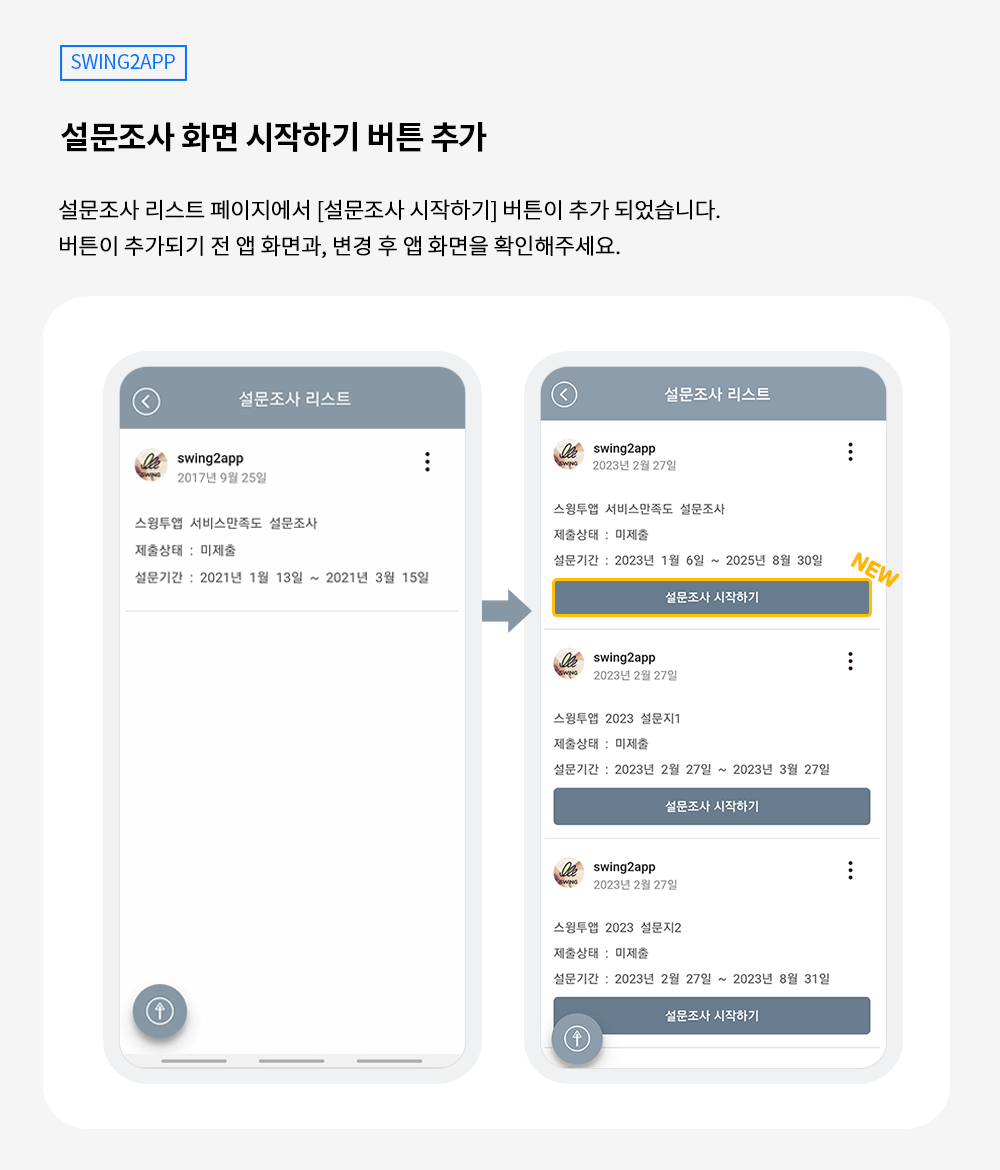 SWING2APP
설문조사 화면 시작하기 버튼 추가
설문조사 리스트 페이지에서 [설문조사 시작하기] 버튼이 추가 되었습니다.
버튼이 추가되기 전 앱 화면과, 변경 후 앱 화면을 확인해주세요.
설문조사 리스트
swing2app
2017년 9월 25일
스윙투앱 서비스만족도 설문조사
제출상태 : 미제출
설문기간 : 2021년 1월 13일 ~ 2021년 3월 15일
설문조사 리스트
swing2app
2023년 2월 27일
스윙투앱 서비스만족도 설문조사
제출상태 : 미제출
설문기간 : 2023년 1월 6일 ~ 2025년 8월 30일
NEW
설문조사 시작하기
swing2app
2023년 2월 27일
스윙투앱 2023 설문지1
제출상태 : 미제출
설문기간 : 2023년 2월 27일 ~ 2023년 3월 27일
설문조사 시작하기
swing2app
2023년 2월 27일
스윙투앱 2023 설문지2
제출상태 : 미제출
설문기간 : 2023년 2월 27일 ~ 2023년 8월 31일
설문조사 시작하기